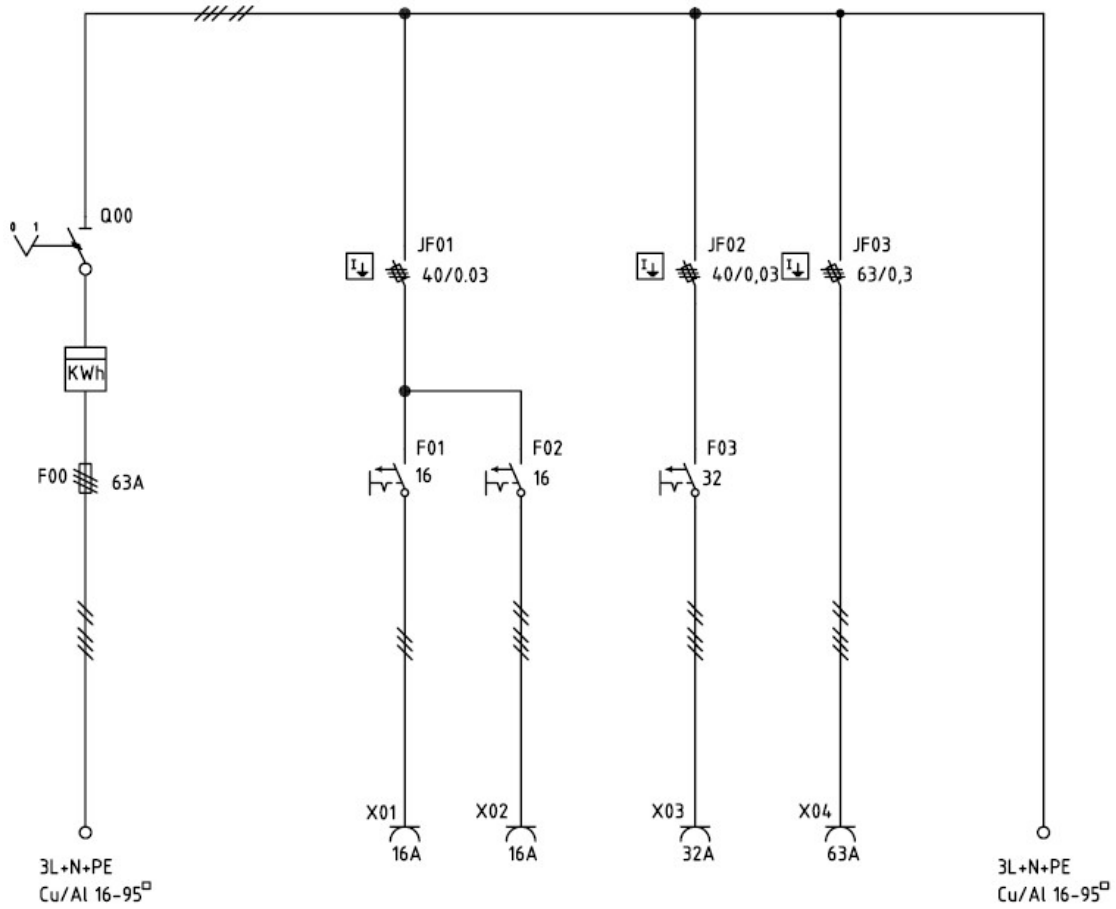 Q00
0 1
JF01
40/0.03
JF02
40/0,03
JF03
63/0,3
KWh
F00
63A
F01
16
F02
16
F03
32
X01
16A
X02
16A
X03
32A
X04
63A
3L+N+PE
Cu/Al 16-95□
3L+N+PE
Cu/Al 16-95□
I
I
I